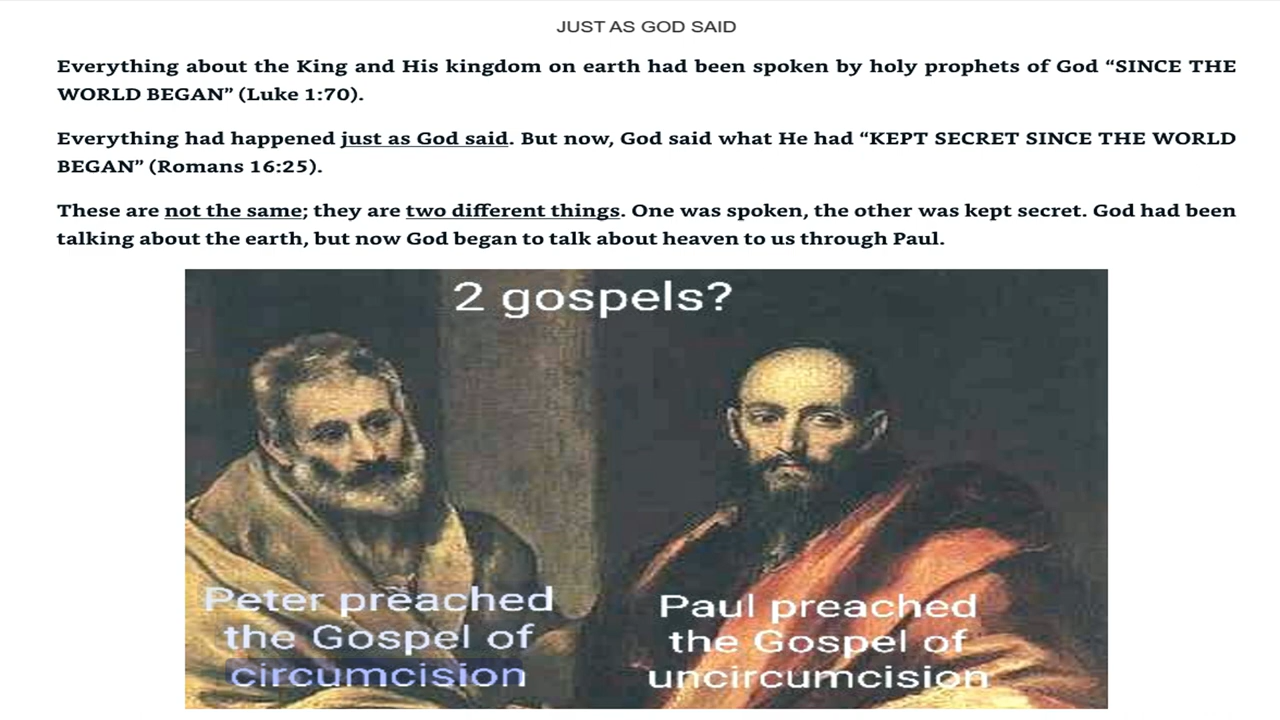 JUST AS GOD SAID
Everything about the King and His kingdom on earth had been spoken by holy prophets of God “SINCE THE
WORLD BEGAN” (Luke 1:70).
Everything had happened just as God said. But now, God said what He had “KEPT SECRET SINCE THE WORLD
BEGAN” (Romans 16:25).
These are not the same; they are two different things. One was spoken, the other was kept secret. God had been
talking about the earth, but now God began to talk about heaven to us through Paul.
2 gospels?
Peter preached
the Gospel of
circumcision
Paul preached
the Gospel of
uncircumcision